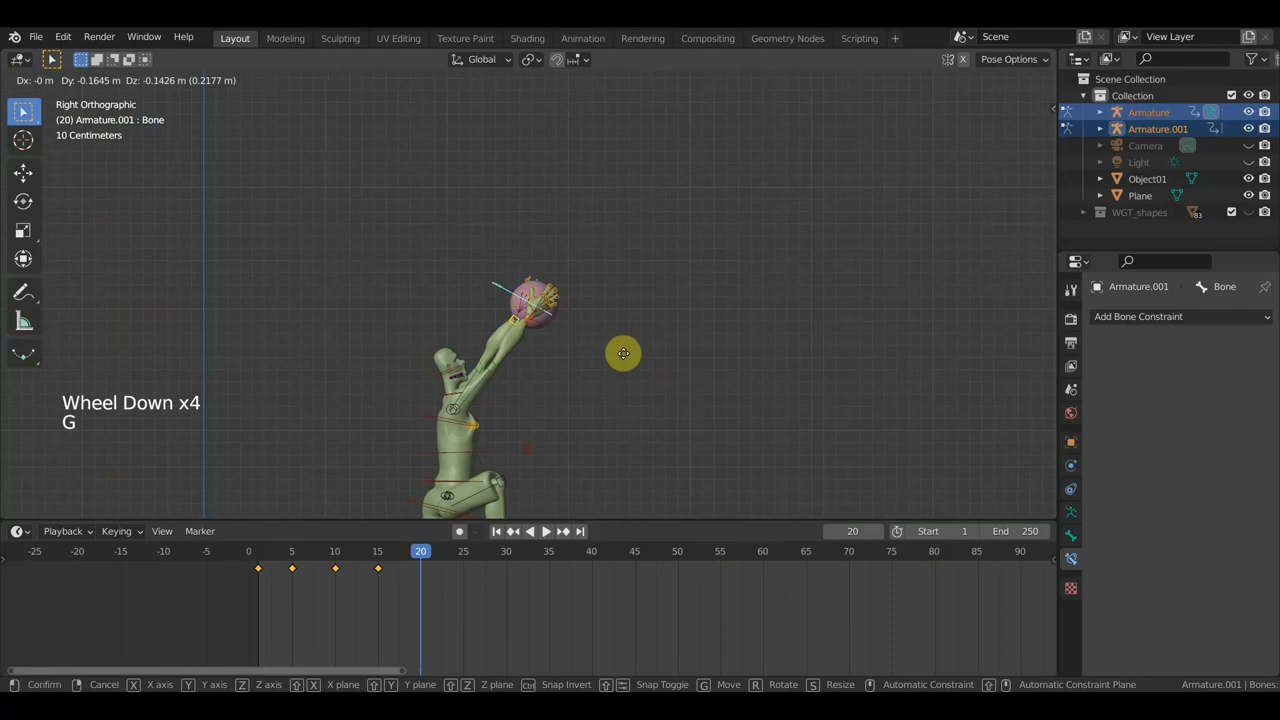 File Edit Render Window Help Layout Modeling Sculpting UV Editing Texture Paint Shading Animation Rendering Compositing Geometry Nodes Scripting + Scene View Layer
Global Pose Options
Dx: -0 m Dy: -0.1645 m Dz: -0.1426 m (0.2177 m) X
Right Orthographic
(20) Armature.001 : Bone
10 Centimeters
Scene Collection
Collection
Armature
Armature.001
Camera
Light
Object01
Plane
WGT_shapes 83
Armature.001 Bone
Add Bone Constraint
Wheel Down x4
G
Playback Keying View Marker 20 Start 1 End 250
-25 -20 -15 -10 -5 0 5 10 15 20 25 30 35 40 45 50 55 60 65 70 75 80 85 90
Confirm Cancel X X axis Y Y axis Z Z axis X X plane Y Y plane Z Z plane Ctrl Snap Invert Snap Toggle G Move R Rotate S Resize Automatic Constraint Automatic Constraint Plane Armature.001 | Bones: